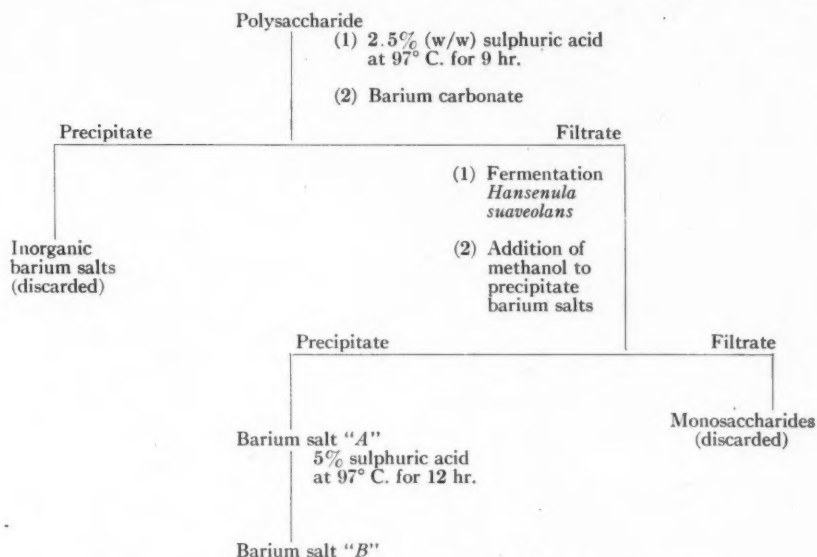 Polysaccharide
(1) 2.5% (w/w) sulphuric acid
at 97° C. for 9 hr.
(2) Barium carbonate
Precipitate
Filtrate
(1) Fermentation
Hansenula
suaveolans
Inorganic
barium salts
(discarded)
(2) Addition of
methanol to
precipitate
barium salts
Precipitate
Filtrate
Monosaccharides
(discarded)
Barium salt "A"
5% sulphuric acid
at 97° C. for 12 hr.
Barium salt "B"